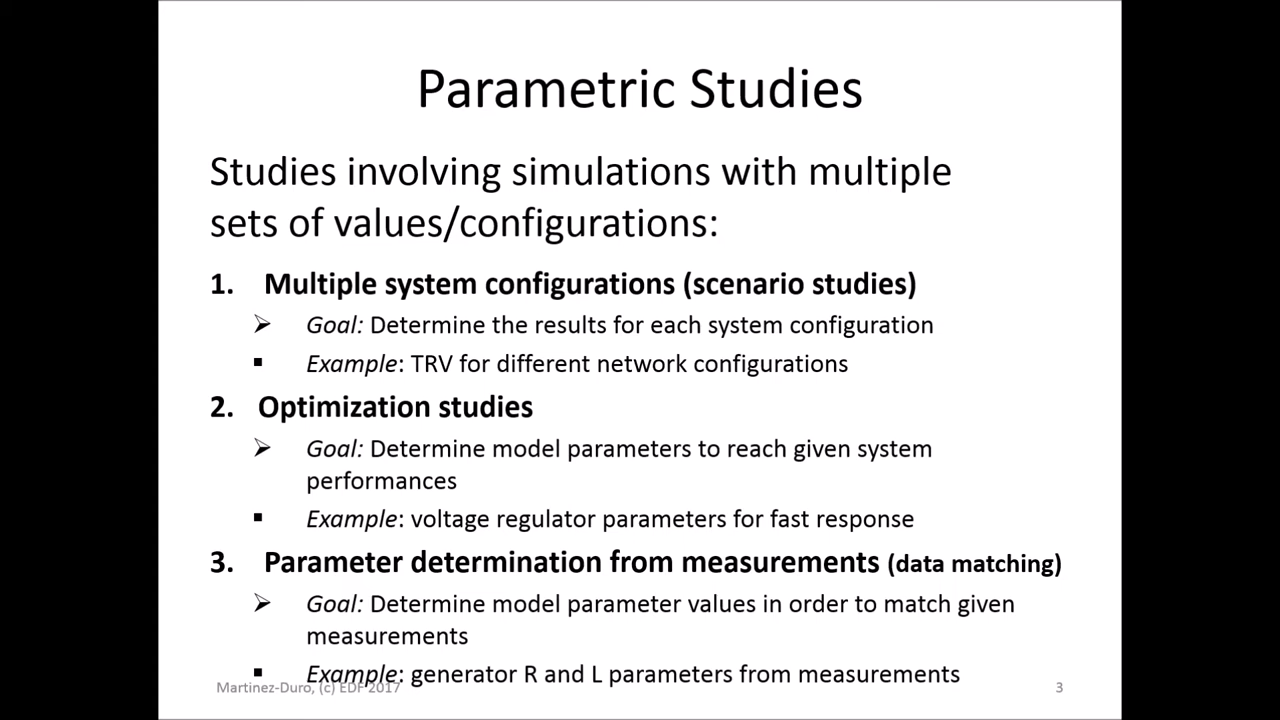 Parametric Studies
Studies involving simulations with multiple
sets of values/configurations:
1. Multiple system configurations (scenario studies)
➢ Goal: Determine the results for each system configuration
▪ Example: TRV for different network configurations
2. Optimization studies
➢ Goal: Determine model parameters to reach given system
performances
▪ Example: voltage regulator parameters for fast response
3. Parameter determination from measurements (data matching)
➢ Goal: Determine model parameter values in order to match given
measurements
▪ Example: generator R and L parameters from measurements
Martinez-Duro, (c) EDF 2017
3